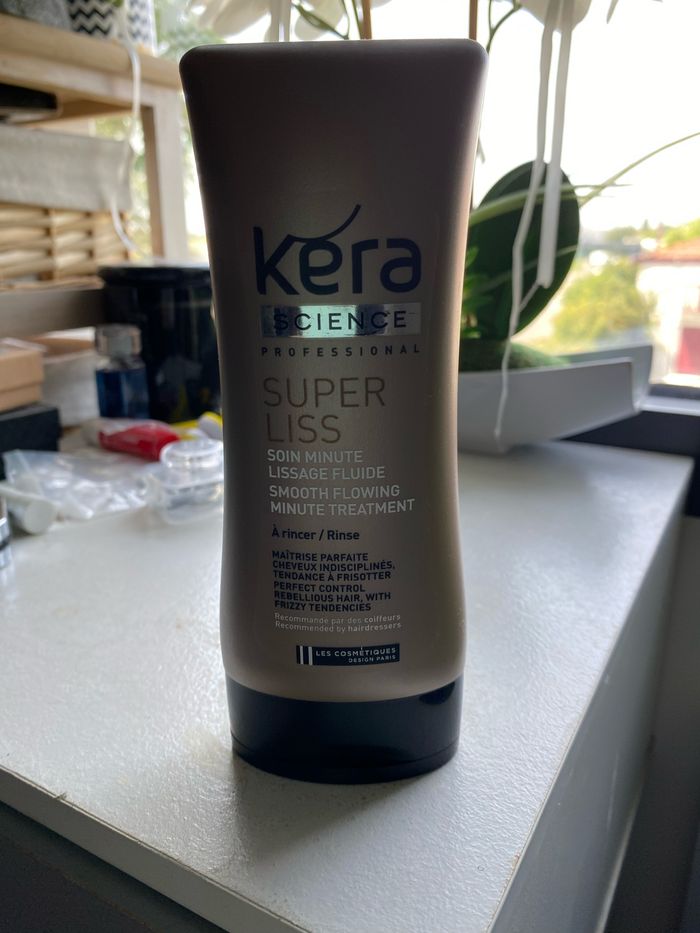 kera
SCIENCE
PROFESSIONAL
SUPER
LISS
SOIN MINUTE
LISSAGE FLUIDE
SMOOTH FLOWING
MINUTE TREATMENT
À rincer / Rinse
MAÎTRISE PARFAITE
CHEVEUX INDISCIPLINÉS,
TENDANCE À FRISOTTER
PERFECT CONTROL
REBELLIOUS HAIR, WITH
FRIZZY TENDENCIES
Recommandé par des coiffeurs
Recommended by hairdressers
LES COSMÉTIQUES
DESIGN PARIS